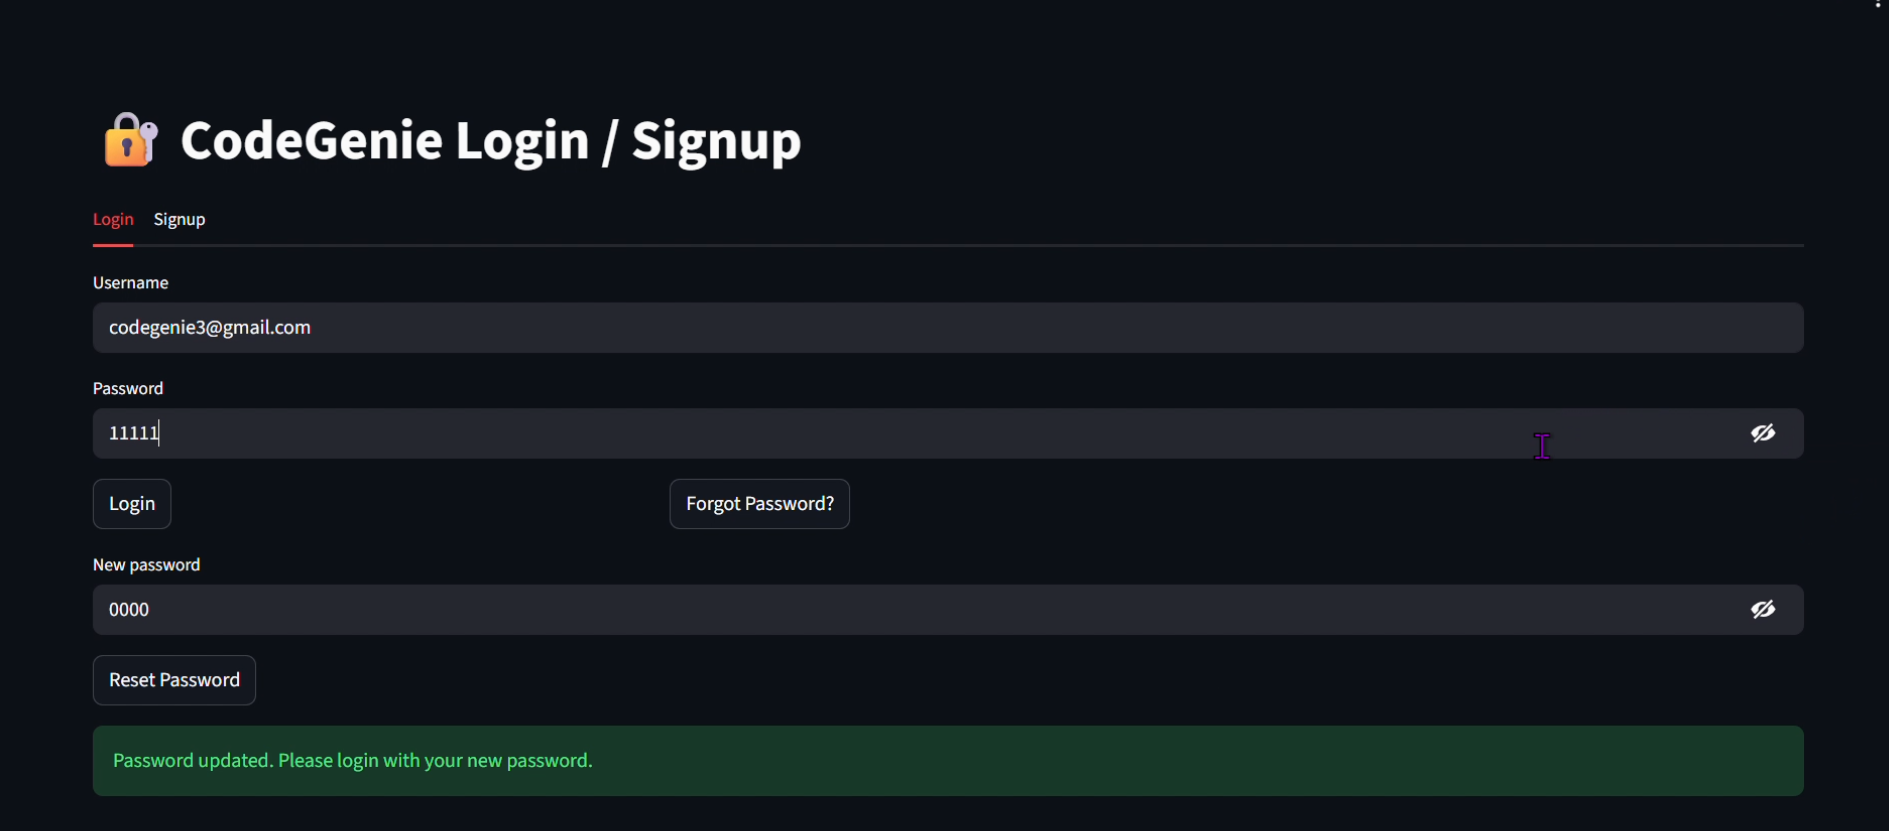 CodeGenie Login / Signup
Login Signup
Username
codegenie3@gmail.com
Password
11111
Login Forgot Password?
New password
0000
Reset Password
Password updated. Please login with your new password.